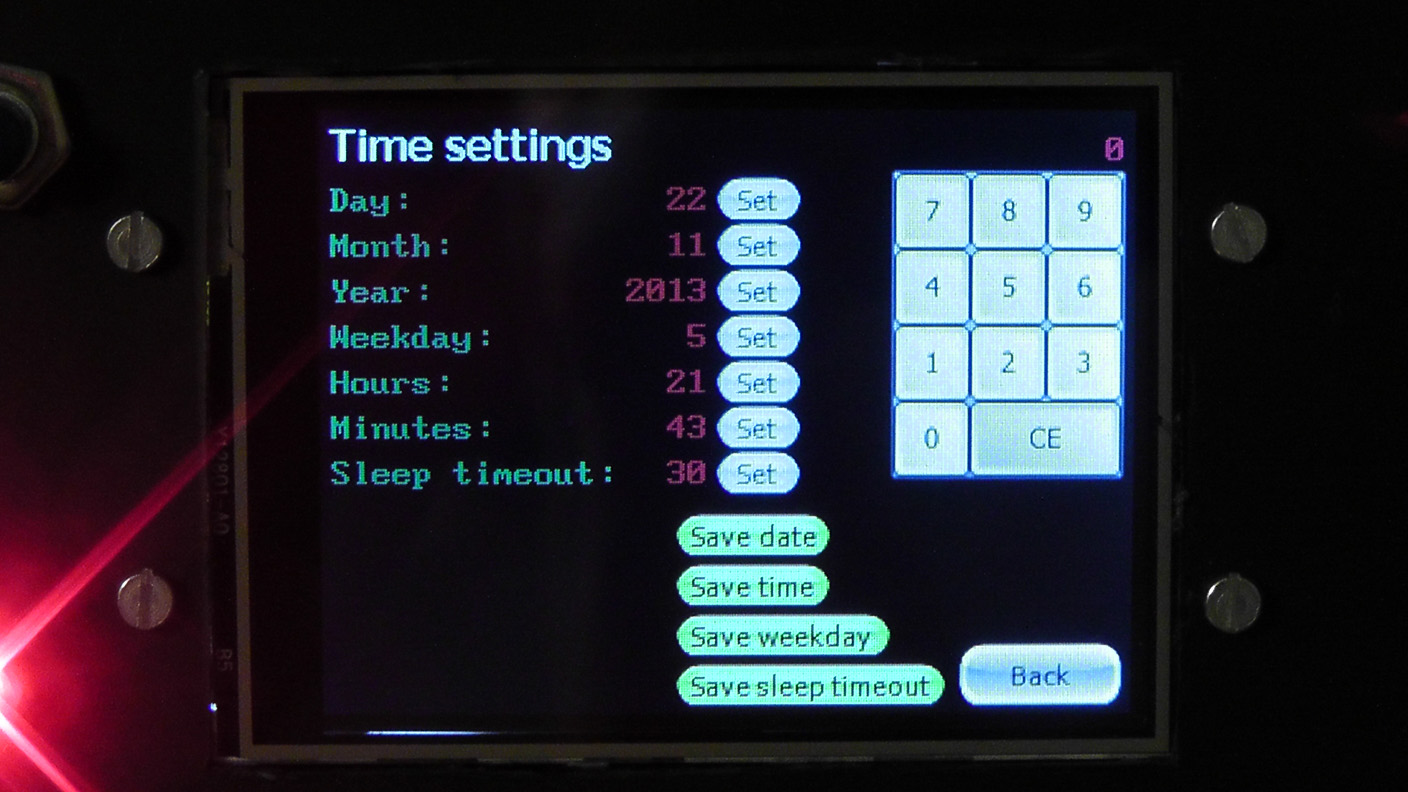 Time settings
0
Day: 22 Set
Month: 11 Set
Year: 2013 Set
Weekday: 5 Set
Hours: 21 Set
Minutes: 43 Set
Sleep timeout: 30 Set
7 8 9
4 5 6
1 2 3
0 CE
Save date
Save time
Save weekday
Save sleep timeout
Back